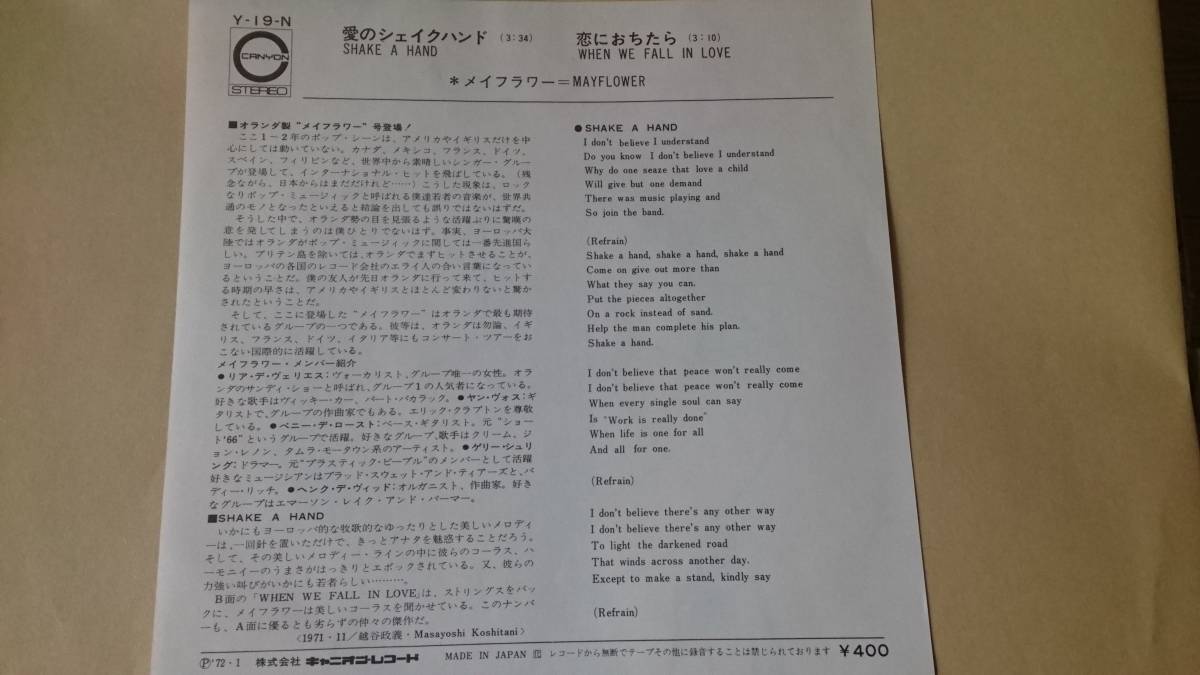 Y-19-N
CANYON
STEREO
愛のシェイクハンド (3:34)
SHAKE A HAND
恋におちたら (3:10)
WHEN WE FALL IN LOVE
＊メイフラワー＝MAYFLOWER
■オランダ製“メイフラワー”号登場！
ここ1－2年のポップ・シーンは、アメリカやイギリスだけを中
心にしては動いていない。カナダ、メキシコ、フランス、ドイツ、
スペイン、フィリピンなど、世界中から素晴しいシンガー・グルー
プが登場して、インターナショナル・ヒットを飛ばしている。（残
念ながら、日本からはまだだけれど……）こうした現象は、ロック
なりポップ・ミュージックと呼ばれる僕達若者の音楽が、世界共
通のモノとなったといえると結論を出しても誤りではないはずだ。
そうした中で、オランダ勢の目を見張るような活躍ぶりに驚嘆の
意を発してしまうのは僕ひとりでないはず。事実、ヨーロッパ大
陸ではオランダがポップ・ミュージィックに関しては一番先進国ら
しい。ブリテン島を除いては、オランダでまずヒットさせることが、
ヨーロッパの各国のレコード会社のエライ人の合い言葉になってい
るということだ。僕の友人が先日オランダに行って来て、ヒットす
る時期の早さは、アメリカやイギリスとほとんど変わりないと驚か
されたということだ。
そして、ここに登場した“メイフラワー”はオランダで最も期待
されているグループの一つである。彼等は、オランダは勿論、イギ
リス、フランス、ドイツ、イタリア等にもコンサート・ツアーをお
こない国際的に活躍している。
メイフラワー・メンバー紹介
●リア・デ・ヴェリエス：ヴォーカリスト、グループ唯一の女性。オラ
ンダのサンディ・ショーと呼ばれ、グループ1の人気者になっている。
好きな歌手はヴィッキー・カー、バート・バカラック。●ヤン・ヴォス：ギ
タリストで、グループの作曲家でもある。エリック・クラプトンを尊敬
している。●ベニー・デ・ロースト：ベース・ギタリスト。元“ショー
ト'66”というグループで活躍。好きなグループ、歌手はクリーム、ジ
ョン・レノン、タムラ・モータウン系のアーティスト。●ゲリー・シュリ
ング：ドラマー。元“プラスティック・ピープル”のメンバーとして活躍
好きなミュージシアンはブラッド・スウェット・アンド・ティアーズと、バ
ディー・リッチ。●ヘンク・デ・ヴィッド：オルガニスト、作曲家。好き
なグループはエマーソン・レイク・アンド・パーマー。
■SHAKE A HAND
いかにもヨーロッパ的な牧歌的なゆったりとした美しいメロディ
ーは、一回針を置いただけで、きっとアナタを魅惑することだろう。
そして、その美しいメロディー・ラインの中に彼らのコーラス、ハ
ーモニイーのうまさがはっきりとエポックされている。又、彼らの
力強い叫びがいかにも若者らしい………。
B面の「WHEN WE FALL IN LOVE」は、ストリングスをバッ
クに、メイフラワーは美しいコーラスを聞かせている。このナンバ
ーも、A面に優るとも劣らずの仲々の傑作だ。
〈1971・11／越谷政義・Masayoshi Koshitani〉
●SHAKE A HAND
I don't believe I understand
Do you know I don't believe I understand
Why do one seaze that love a child
Will give but one demand
There was music playing and
So join the band.
(Refrain)
Shake a hand, shake a hand, shake a hand
Come on give out more than
What they say you can.
Put the pieces altogether
On a rock instead of sand.
Help the man complete his plan.
Shake a hand.
I don't believe that peace won't really come
I don't believe that peace won't really come
When every single soul can say
Is "Work is really done"
When life is one for all
And all for one.
(Refrain)
I don't believe there's any other way
I don't believe there's any other way
To light the darkened road
That winds across another day.
Except to make a stand, kindly say
(Refrain)
Ⓟ'72・1 株式会社 キャニオン・レコード MADE IN JAPAN レコードから無断でテープその他に録音することは禁じられております ￥400